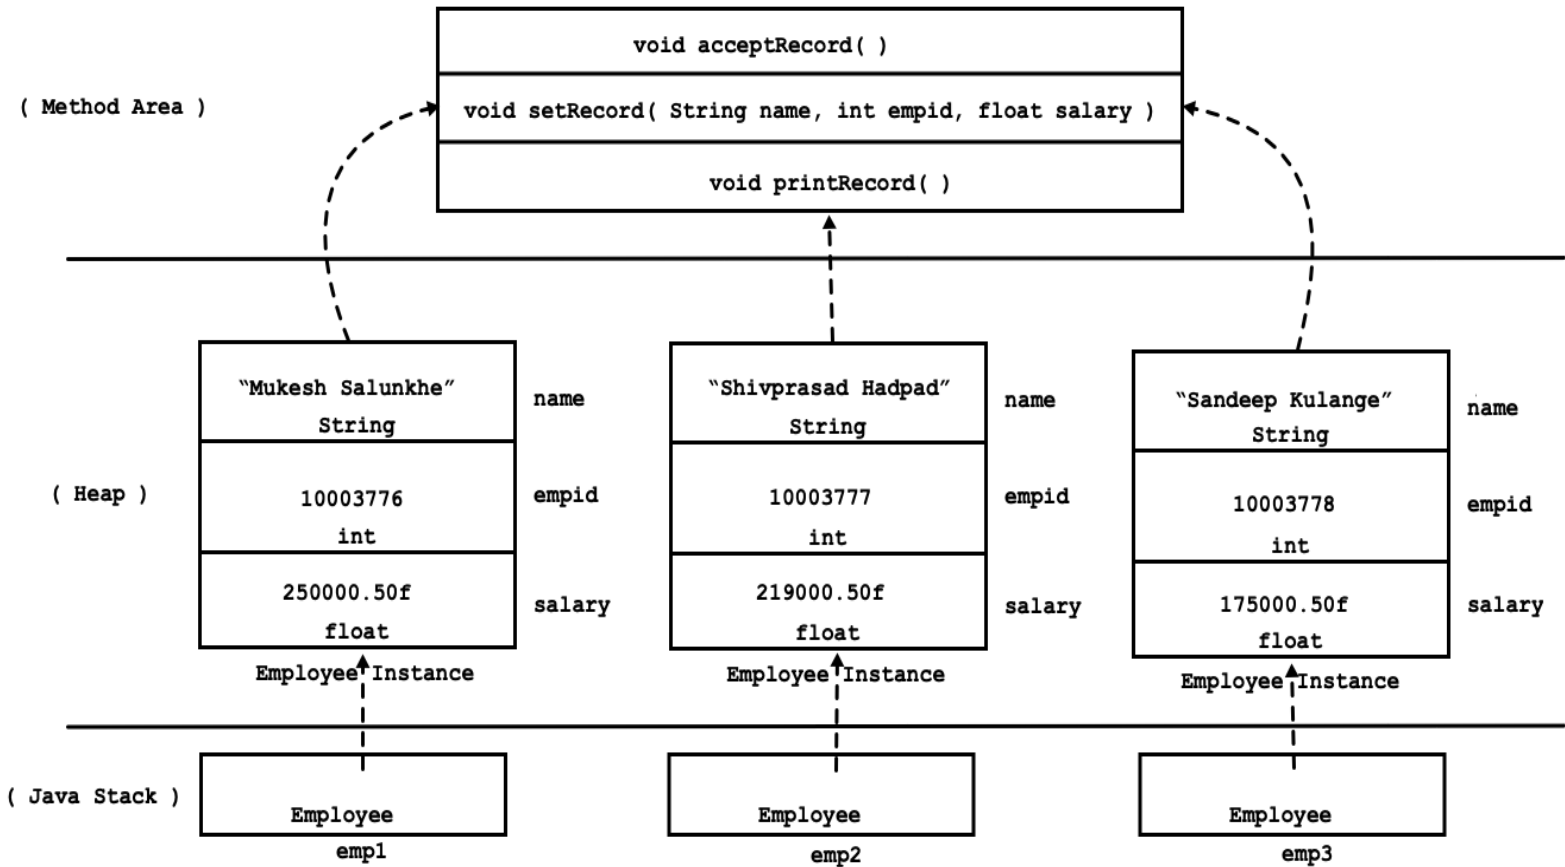 void acceptRecord( )
( Method Area )
void setRecord( String name, int empid, float salary )
void printRecord( )
“Mukesh Salunkhe”
String
name
“Shivprasad Hadpad”
String
name
“Sandeep Kulange”
String
name
( Heap )
10003776
int
empid
10003777
int
empid
10003778
int
empid
250000.50f
float
salary
219000.50f
float
salary
175000.50f
float
salary
Employee Instance
Employee Instance
Employee Instance
( Java Stack )
Employee
Employee
Employee
emp1
emp2
emp3